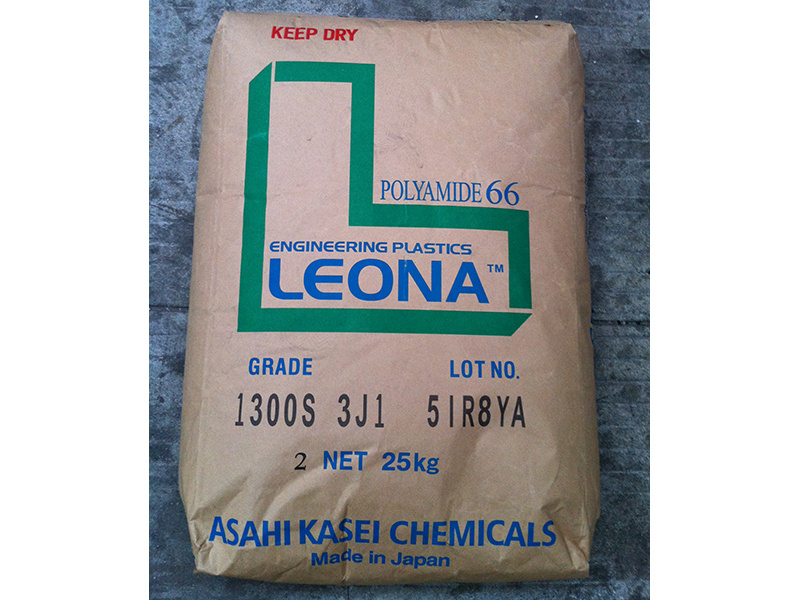 KEEP DRY
POLYAMIDE 66
ENGINEERING PLASTICS
LEONA™
GRADE LOT NO.
1300S 3J1 5IR8YA
2 NET 25kg
ASAHI KASEI CHEMICALS
Made in Japan